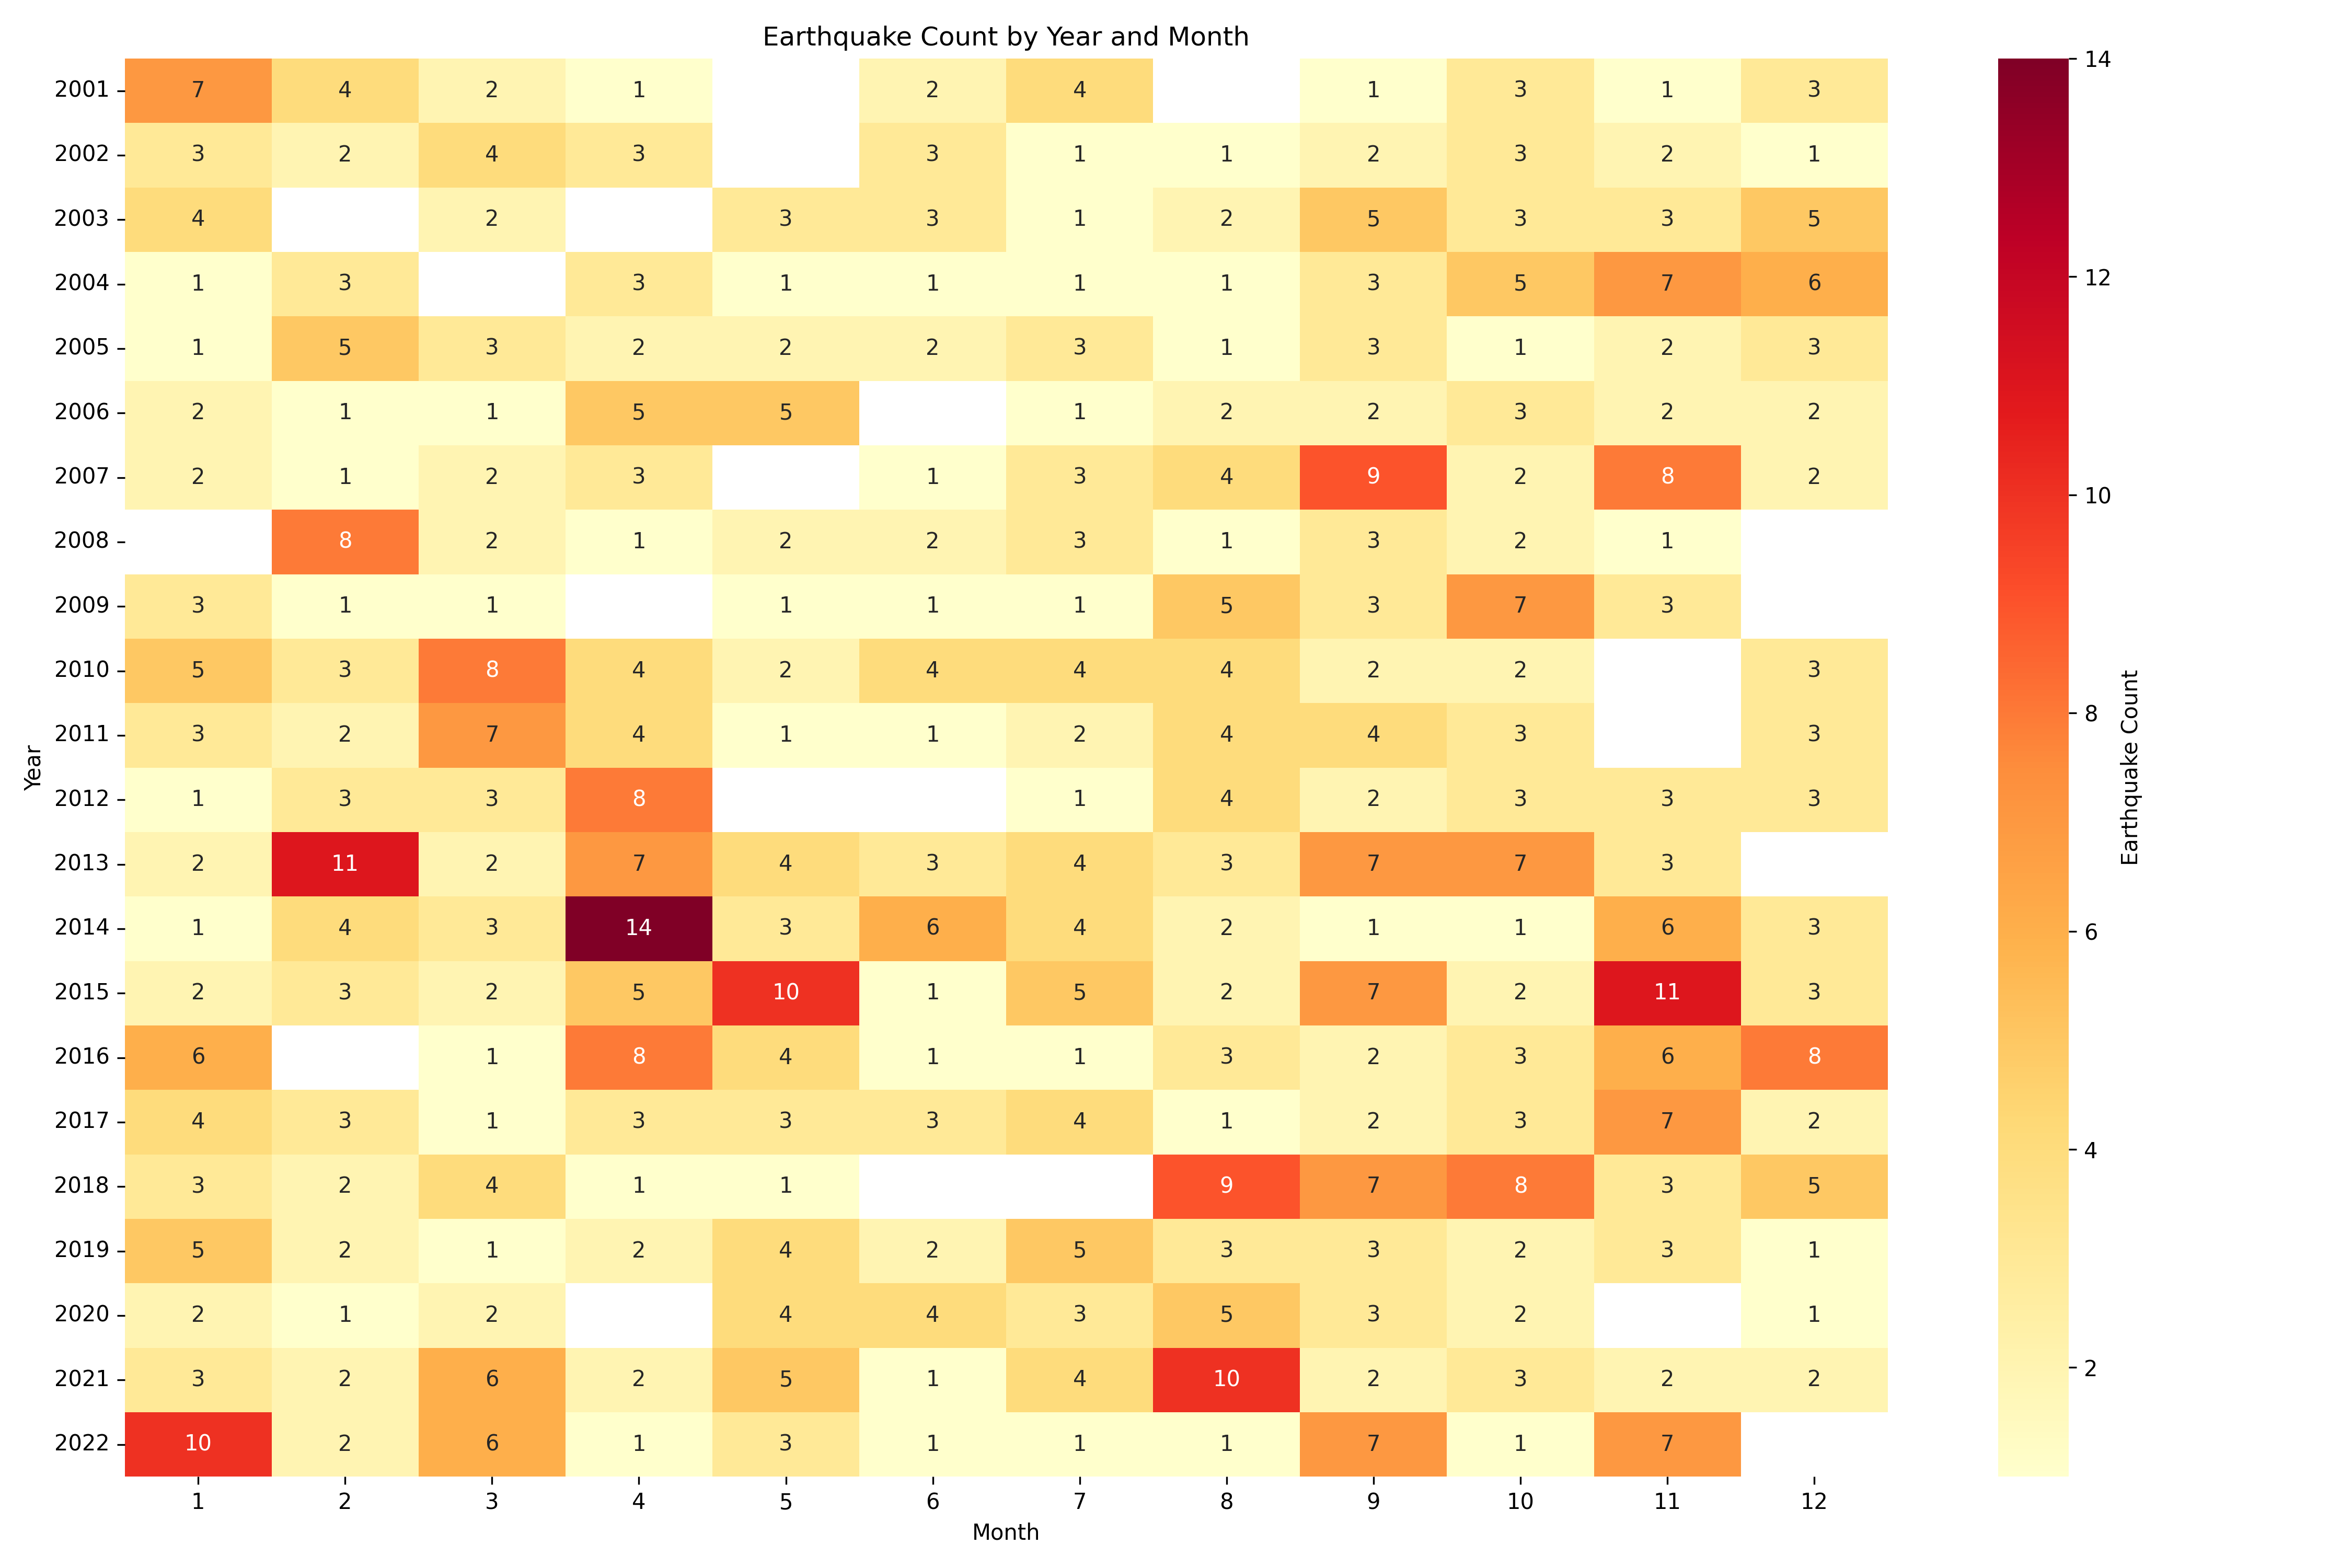 Earthquake Count by Year and Month
2001 7 4 2 1 2 4 1 3 1 3
2002 3 2 4 3 3 1 1 2 3 2 1
2003 4 2 3 3 1 2 5 3 3 5
2004 1 3 3 1 1 1 1 3 5 7 6
2005 1 5 3 2 2 2 3 1 3 1 2 3
2006 2 1 1 5 5 1 2 2 3 2 2
2007 2 1 2 3 1 3 4 9 2 8 2
2008 8 2 1 2 2 3 1 3 2 1
2009 3 1 1 1 1 1 5 3 7 3
2010 5 3 8 4 2 4 4 4 2 2 3
2011 3 2 7 4 1 1 2 4 4 3 3
2012 1 3 3 8 1 4 2 3 3 3
2013 2 11 2 7 4 3 4 3 7 7 3
2014 1 4 3 14 3 6 4 2 1 1 6 3
2015 2 3 2 5 10 1 5 2 7 2 11 3
2016 6 1 8 4 1 1 3 2 3 6 8
2017 4 3 1 3 3 3 4 1 2 3 7 2
2018 3 2 4 1 1 9 7 8 3 5
2019 5 2 1 2 4 2 5 3 3 2 3 1
2020 2 1 2 4 4 3 5 3 2 1
2021 3 2 6 2 5 1 4 10 2 3 2 2
2022 10 2 6 1 3 1 1 1 7 1 7
1 2 3 4 5 6 7 8 9 10 11 12
Month
Year
14
12
10
8
6
4
2
Earthquake Count